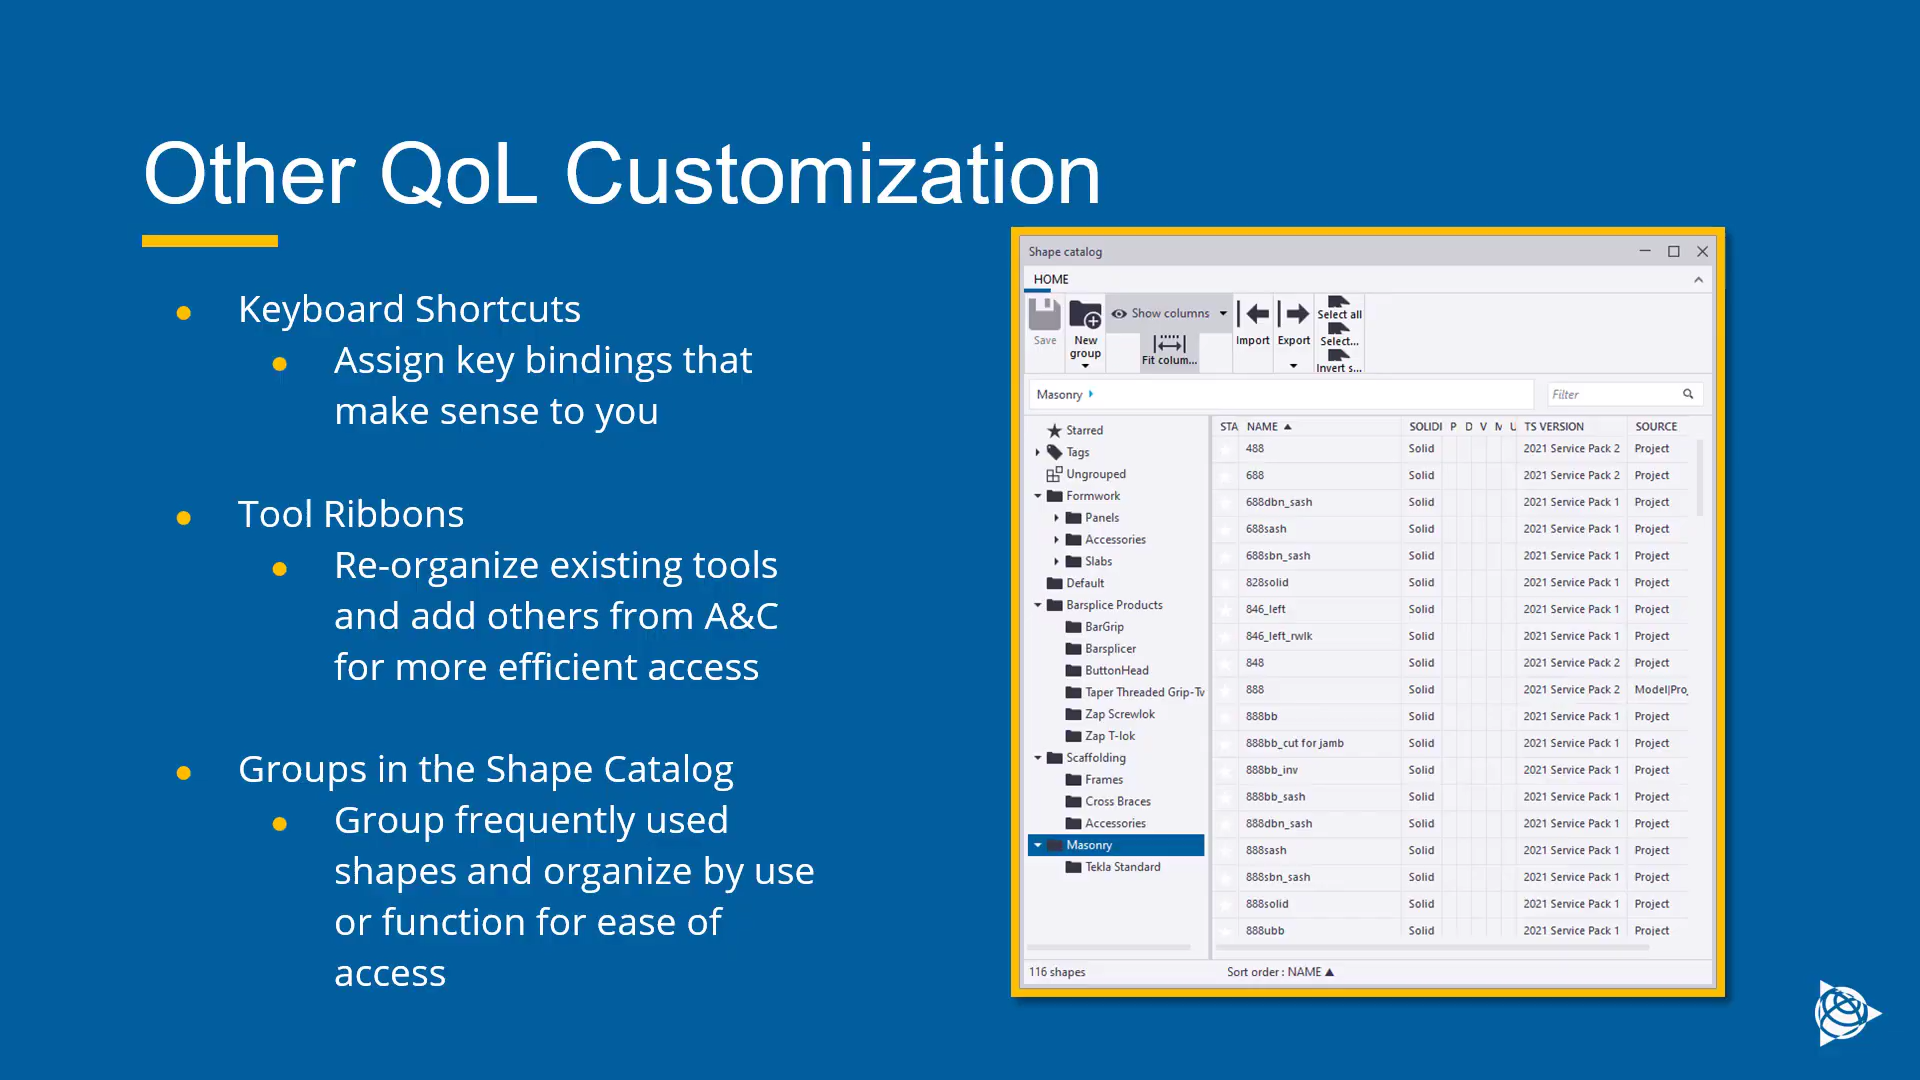 Other QoL Customization
Keyboard Shortcuts
Assign key bindings that
make sense to you
Tool Ribbons
Re-organize existing tools
and add others from A&C
for more efficient access
Groups in the Shape Catalog
Group frequently used
shapes and organize by use
or function for ease of
access
Shape catalog
HOME
Save
New
group
Show columns
Fit colum...
Import
Export
Select all
Select...
Invert s...
Masonry
Filter
Starred
Tags
Ungrouped
Formwork
Panels
Accessories
Slabs
Default
Barsplice Products
BarGrip
Barsplicer
ButtonHead
Taper Threaded Grip-Tw
Zap Screwlok
Zap T-lok
Scaffolding
Frames
Cross Braces
Accessories
Masonry
Tekla Standard
STA NAME SOLIDI P D V M U TS VERSION SOURCE
488 Solid 2021 Service Pack 2 Project
688 Solid 2021 Service Pack 2 Project
688dbn_sash Solid 2021 Service Pack 1 Project
688sash Solid 2021 Service Pack 1 Project
688sbn_sash Solid 2021 Service Pack 1 Project
828solid Solid 2021 Service Pack 1 Project
846_left Solid 2021 Service Pack 1 Project
846_left_rwlk Solid 2021 Service Pack 1 Project
848 Solid 2021 Service Pack 2 Project
888 Solid 2021 Service Pack 2 Model|Pro
888bb Solid 2021 Service Pack 1 Project
888bb_cut for jamb Solid 2021 Service Pack 1 Project
888bb_inv Solid 2021 Service Pack 1 Project
888bb_sash Solid 2021 Service Pack 1 Project
888dbn_sash Solid 2021 Service Pack 1 Project
888sash Solid 2021 Service Pack 1 Project
888sbn_sash Solid 2021 Service Pack 1 Project
888solid Solid 2021 Service Pack 1 Project
888ubb Solid 2021 Service Pack 1 Project
116 shapes
Sort order : NAME